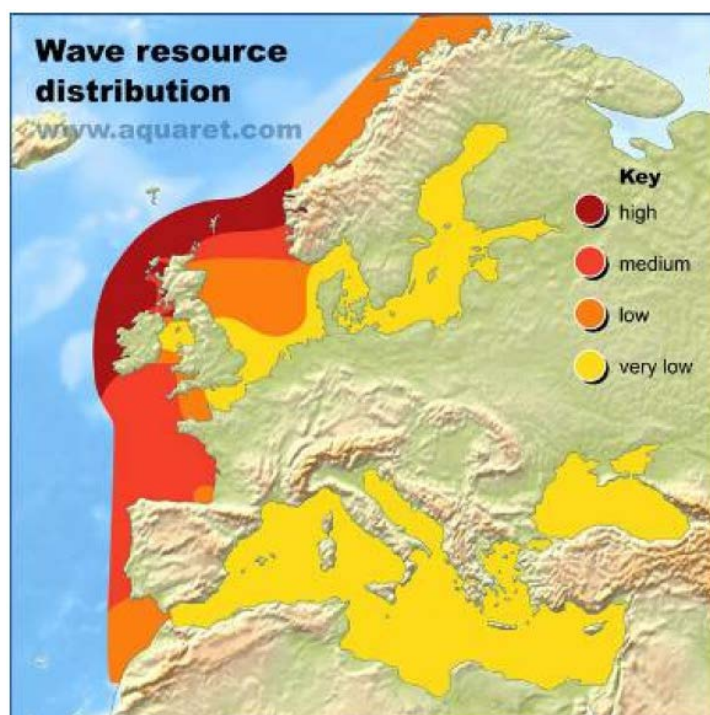 Wave resource
distribution
www.aquaret.com
Key
high
medium
low
very low